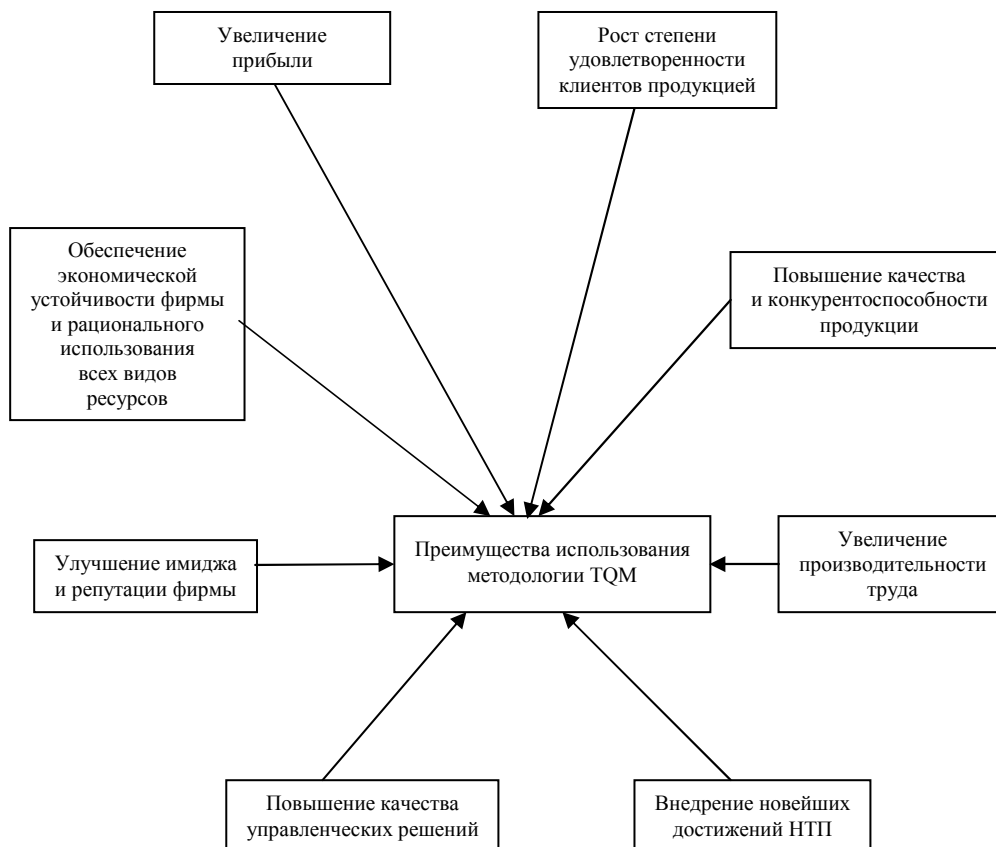 Увеличение
прибыли
Рост степени
удовлетворенности
клиентов продукцией
Обеспечение
экономической
устойчивости фирмы
и рационального
использования
всех видов
ресурсов
Повышение качества
и конкурентоспособности
продукции
Улучшение имиджа
и репутации фирмы
Преимущества использования
методологии TQM
Увеличение
производительности
труда
Повышение качества
управленческих решений
Внедрение новейших
достижений НТП